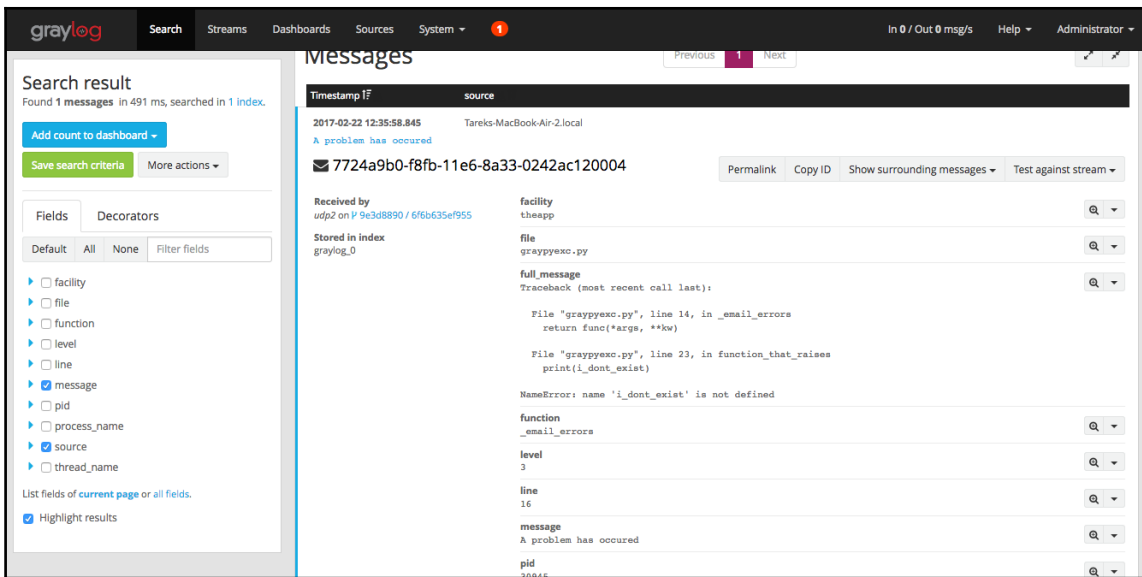 graylog Search Streams Dashboards Sources System 1 In 0 / Out 0 msg/s Help Administrator
Search result
Found 1 messages in 491 ms, searched in 1 index.
Add count to dashboard
Save search criteria More actions
Fields Decorators
Default All None Filter fields
facility
file
function
level
line
message
pid
process_name
source
thread_name
List fields of current page or all fields.
Highlight results
Messages
Previous 1 Next
Timestamp source
2017-02-22 12:35:58.845 Tareks-MacBook-Air-2.local
A problem has occured
7724a9b0-f8fb-11e6-8a33-0242ac120004
Permalink Copy ID Show surrounding messages Test against stream
Received by
udp2 on 9e3d8890 / 6f6b635ef955
Stored in index
graylog_0
facility
theapp
file
graypyexc.py
full_message
Traceback (most recent call last):
File "graypyexc.py", line 14, in _email_errors
return func(*args, **kw)
File "graypyexc.py", line 23, in function_that_raises
print(i_dont_exist)
NameError: name 'i_dont_exist' is not defined
function
_email_errors
level
3
line
16
message
A problem has occured
pid